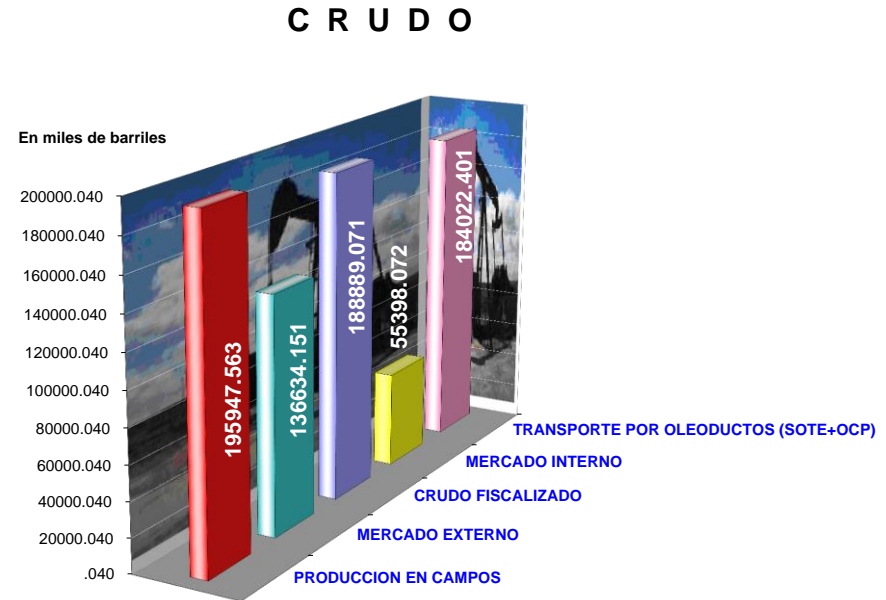 C R U D O
En miles de barriles
200000.040
180000.040
160000.040
140000.040
120000.040
100000.040
80000.040
60000.040
40000.040
20000.040
.040
195947.563
136634.151
188889.071
55398.072
184022.401
TRANSPORTE POR OLEODUCTOS (SOTE+OCP)
MERCADO INTERNO
CRUDO FISCALIZADO
MERCADO EXTERNO
PRODUCCION EN CAMPOS